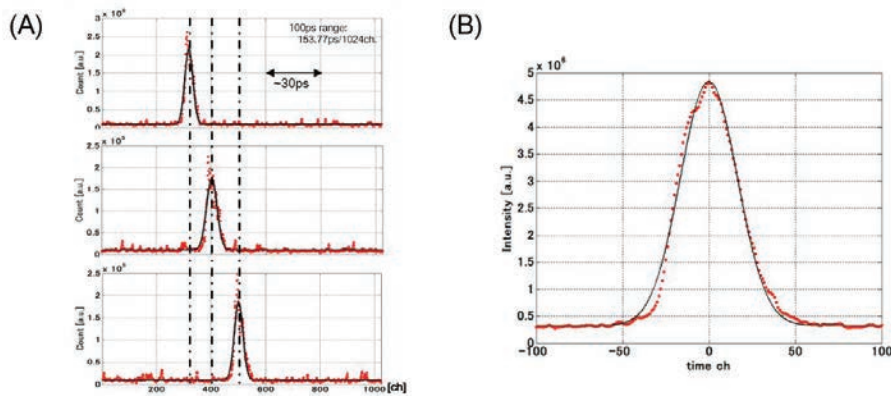 (A)
× 10⁵
3
2.5
2
1.5
1
0.5
0
Count [a.u.]
100ps range:
153.77ps/1024ch.
~30ps
× 10⁵
2.5
2
1.5
1
0.5
0
Count [a.u.]
× 10⁵
2.5
2
1.5
1
0.5
0
Count [a.u.]
200 400 600 800 1000 [ch]
(B)
× 10⁶
5
4.5
4
3.5
3
2.5
2
1.5
1
0.5
0
Intensity [a.u.]
-100 -50 0 50 100
time ch